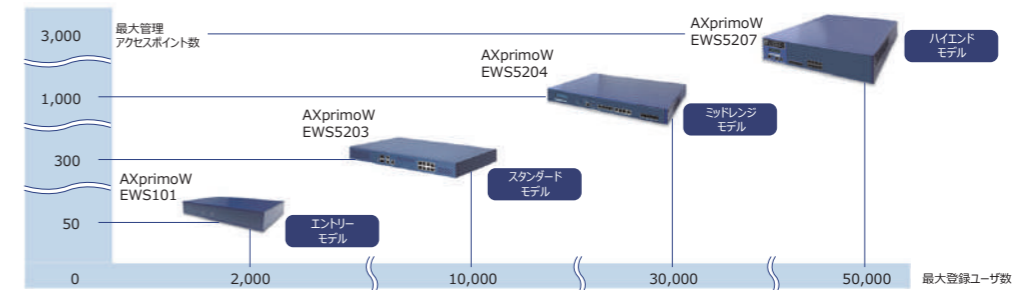 3,000
最大管理
アクセスポイント数
AXprimoW
EWS5207
ハイエンド
モデル
AXprimoW
EWS5204
1,000
ミッドレンジ
モデル
AXprimoW
EWS5203
300
スタンダード
モデル
AXprimoW
EWS101
50
エントリー
モデル
0
2,000
10,000
30,000
50,000
最大登録ユーザ数